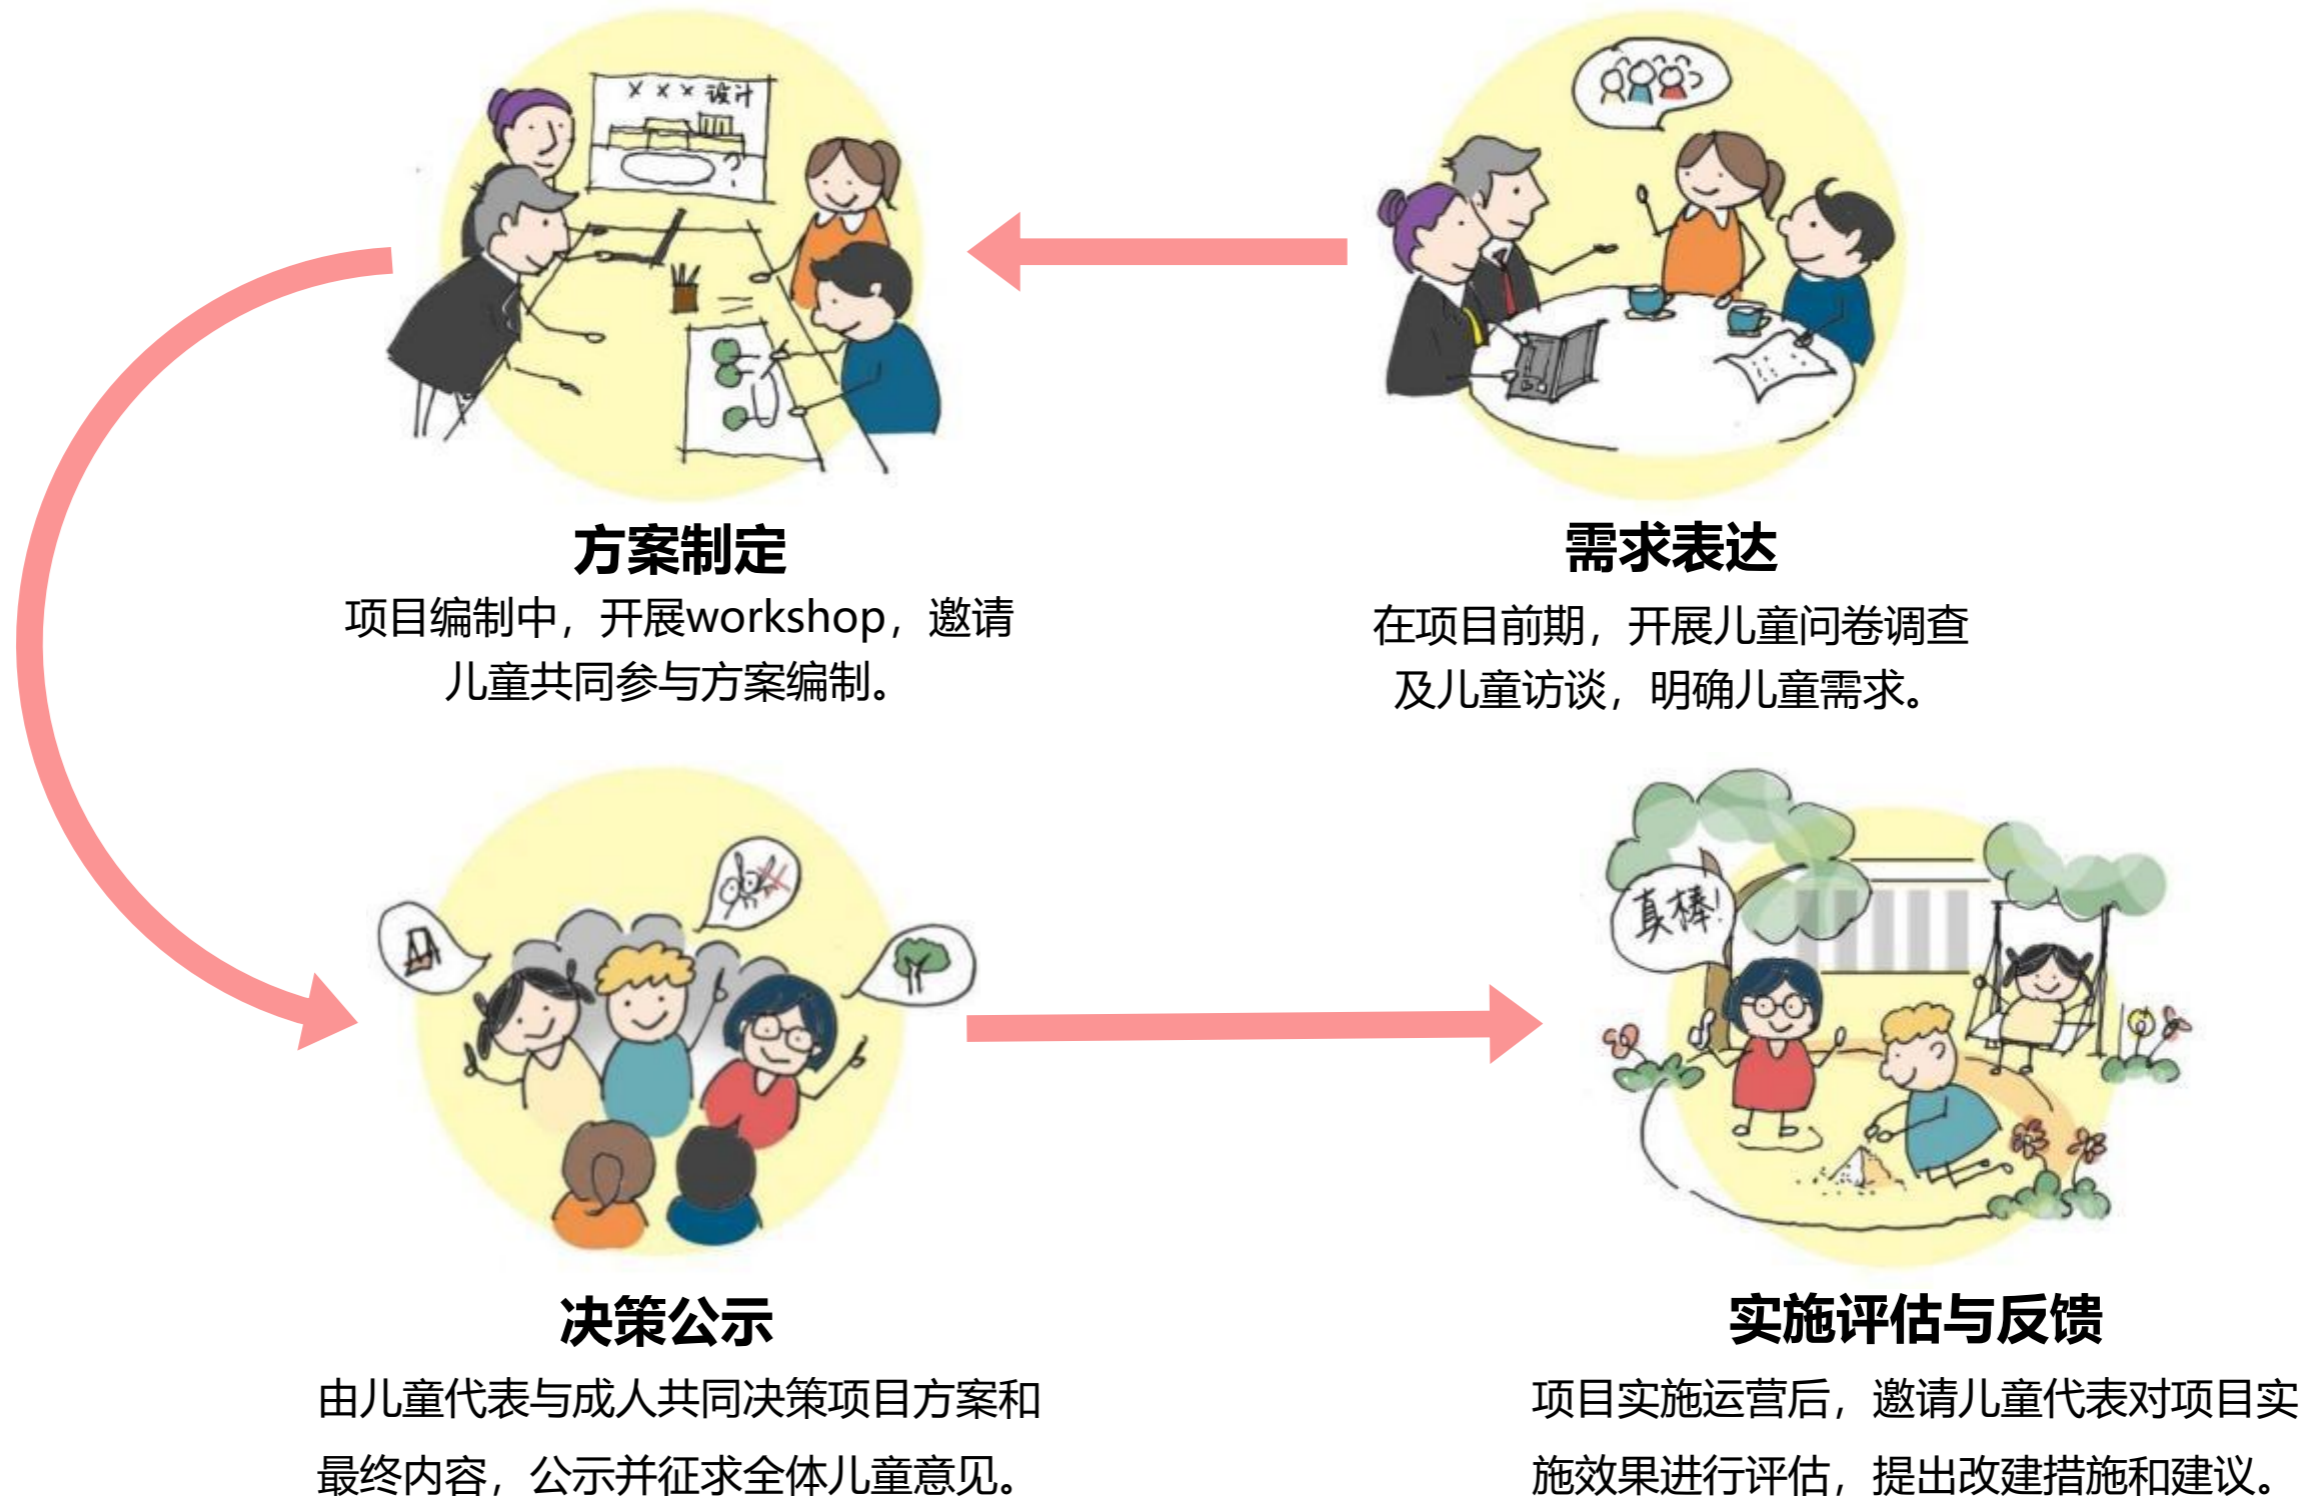 ×××设计
?
方案制定
项目编制中，开展workshop，邀请
儿童共同参与方案编制。
需求表达
在项目前期，开展儿童问卷调查
及儿童访谈，明确儿童需求。
决策公示
由儿童代表与成人共同决策项目方案和
最终内容，公示并征求全体儿童意见。
真棒!
实施评估与反馈
项目实施运营后，邀请儿童代表对项目实
施效果进行评估，提出改建措施和建议。